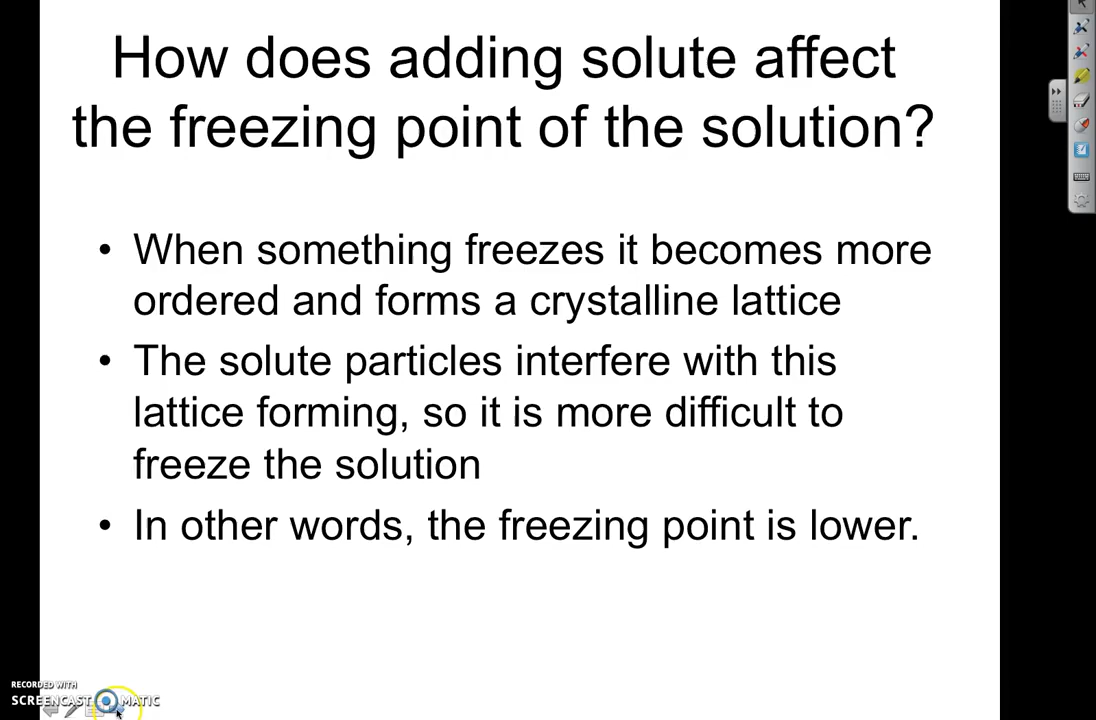 How does adding solute affect
the freezing point of the solution?
• When something freezes it becomes more
ordered and forms a crystalline lattice
• The solute particles interfere with this
lattice forming, so it is more difficult to
freeze the solution
• In other words, the freezing point is lower.
RECORDED WITH
SCREENCAST MATIC